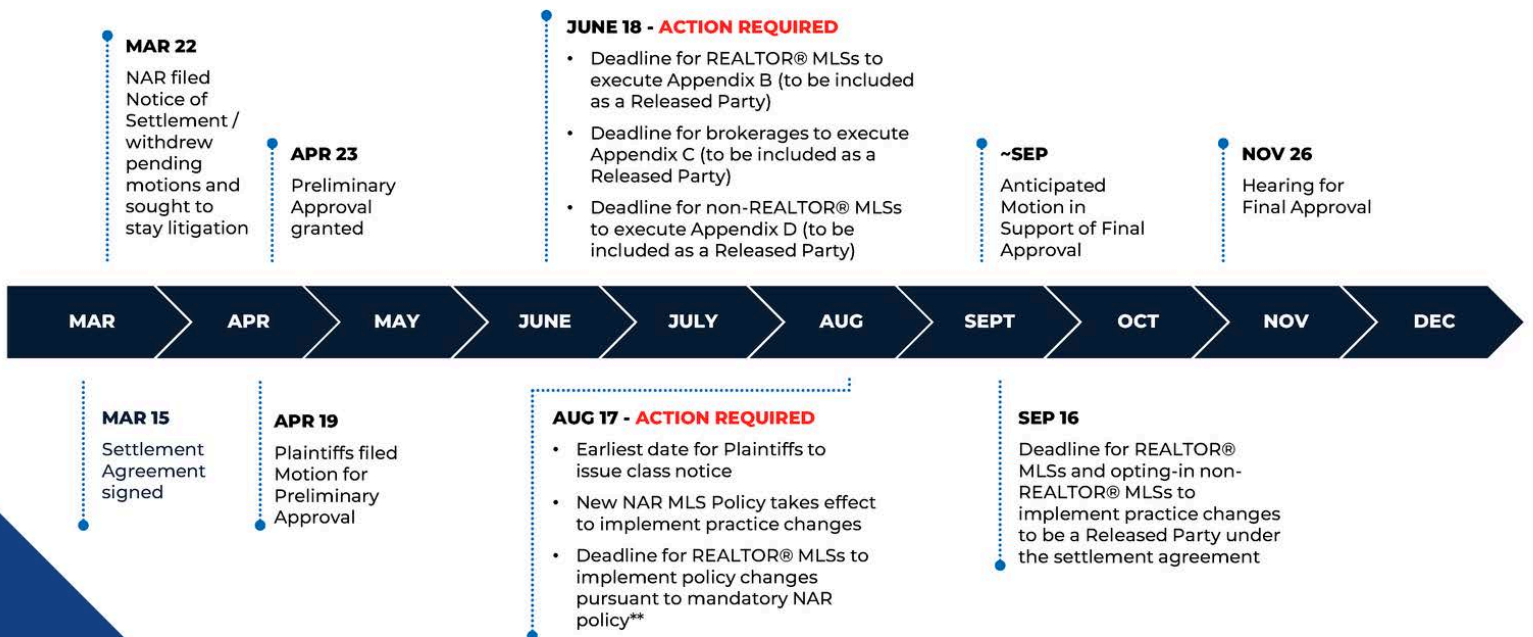 MAR 22
NAR filed
Notice of
Settlement /
withdrew
pending
motions and
sought to
stay litigation
APR 23
Preliminary
Approval
granted
JUNE 18 - ACTION REQUIRED
• Deadline for REALTOR® MLSs to
execute Appendix B (to be included
as a Released Party)
• Deadline for brokerages to execute
Appendix C (to be included as a
Released Party)
• Deadline for non-REALTOR® MLSs
to execute Appendix D (to be
included as a Released Party)
~SEP
Anticipated
Motion in
Support of Final
Approval
NOV 26
Hearing for
Final Approval
MAR APR MAY JUNE JULY AUG SEPT OCT NOV DEC
MAR 15
Settlement
Agreement
signed
APR 19
Plaintiffs filed
Motion for
Preliminary
Approval
AUG 17 - ACTION REQUIRED
• Earliest date for Plaintiffs to
issue class notice
• New NAR MLS Policy takes effect
to implement practice changes
• Deadline for REALTOR® MLSs to
implement policy changes
pursuant to mandatory NAR
policy**
SEP 16
Deadline for REALTOR®
MLSs and opting-in non-
REALTOR® MLSs to
implement practice changes
to be a Released Party under
the settlement agreement